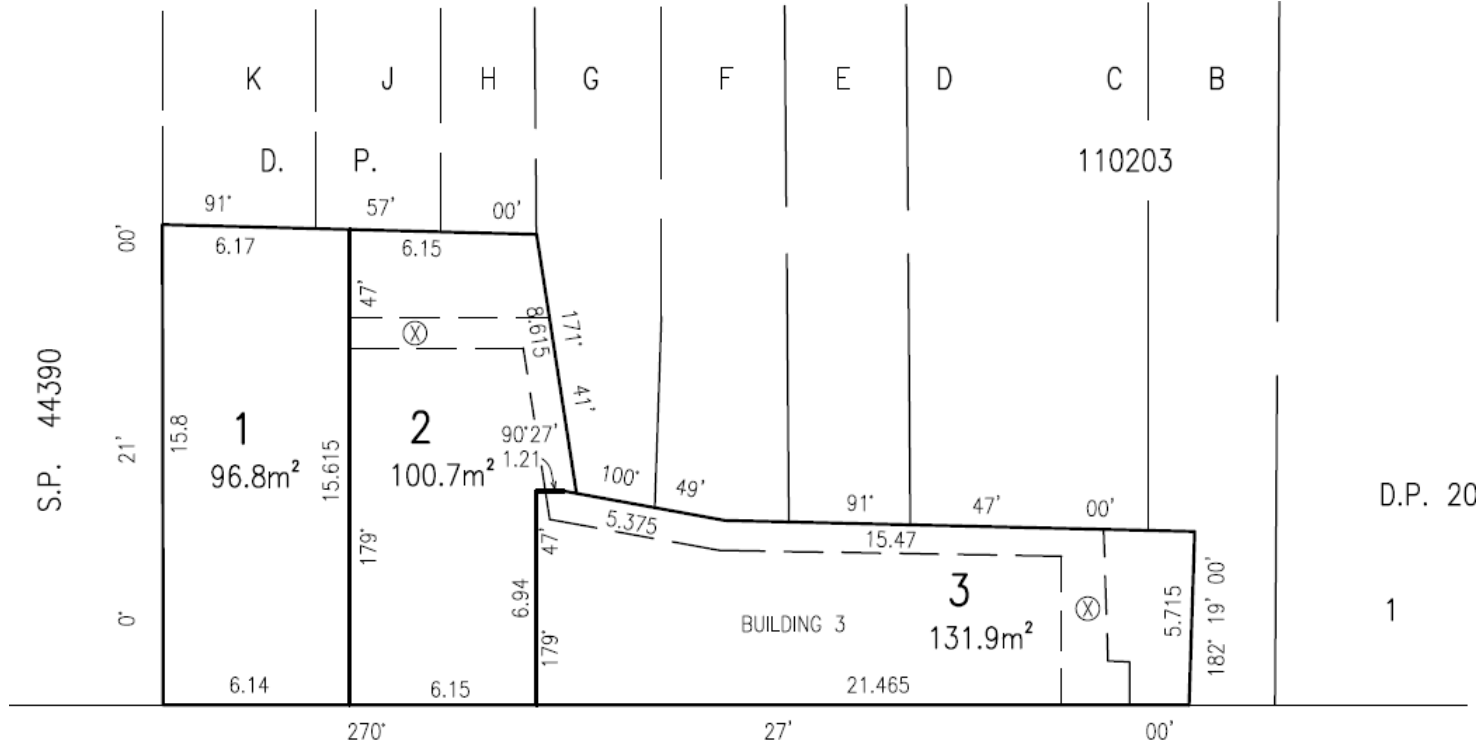 K J H G F E D C B
D. P. 110203
91° 57' 00'
6.17 6.15
00'
47'
Ⓧ
8.615
171°
41'
S.P. 44390
21'
0°
15.8
1
96.8m²
15.615
179°
2
100.7m²
90°27'
1.21
100° 49'
5.375
91° 47' 00'
15.47
D.P. 20
47'
6.94
179°
BUILDING 3
3
131.9m²
Ⓧ
5.715
182° 19' 00'
1
6.14 6.15 21.465
270° 27' 00'